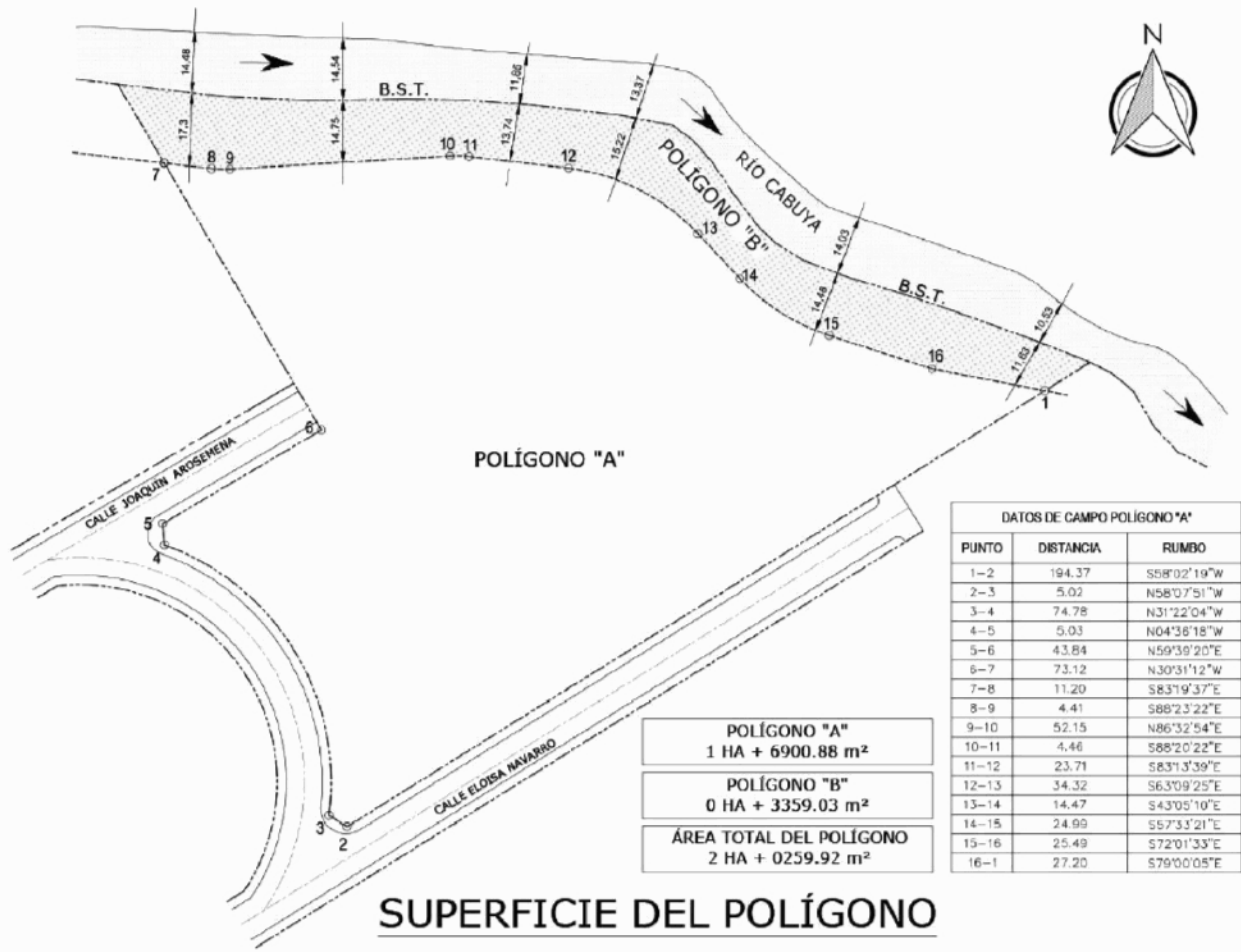 N
14,48
14,54
11,86
13,37
B.S.T.
17,3
14,75
13,74
15,22
RÍO CABUYA
POLÍGONO "B"
7
8
9
10
11
12
13
14
14,03
14,48
B.S.T.
15
16
10,53
11,83
1
6
CALLE JOAQUIN AROSEMENA
POLÍGONO "A"
5
4
3
2
CALLE ELOISA NAVARRO
DATOS DE CAMPO POLÍGONO "A"
PUNTO DISTANCIA RUMBO
1-2 194.37 S58°02'19"W
2-3 5.02 N58°07'51"W
3-4 74.78 N31°22'04"W
4-5 5.03 N04°36'18"W
5-6 43.84 N59°39'20"E
6-7 73.12 N30°31'12"W
7-8 11.20 S83°19'37"E
8-9 4.41 S88°23'22"E
9-10 52.15 N86°32'54"E
10-11 4.46 S88°20'22"E
11-12 23.71 S83°13'39"E
12-13 34.32 S63°09'25"E
13-14 14.47 S43°05'10"E
14-15 24.99 S57°33'21"E
15-16 25.49 S72°01'33"E
16-1 27.20 S79°00'05"E
POLÍGONO "A"
1 HA + 6900.88 m²
POLÍGONO "B"
0 HA + 3359.03 m²
ÁREA TOTAL DEL POLÍGONO
2 HA + 0259.92 m²
SUPERFICIE DEL POLÍGONO